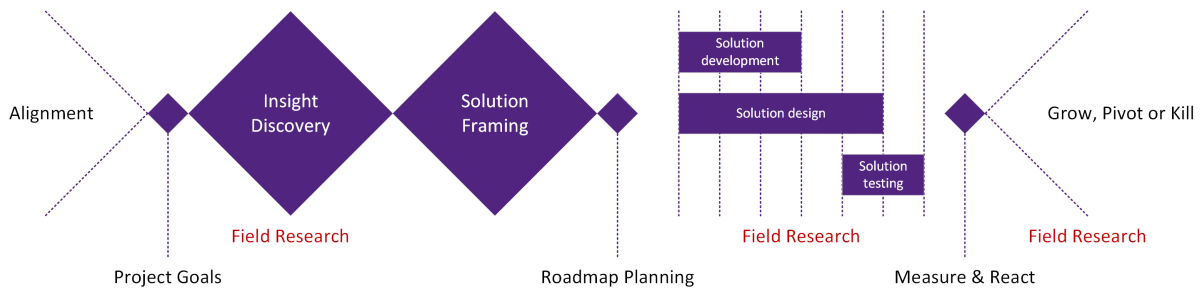 Alignment
Insight
Discovery
Solution
Framing
Solution
development
Solution design
Solution
testing
Grow, Pivot or Kill
Field Research
Field Research
Field Research
Project Goals
Roadmap Planning
Measure & React